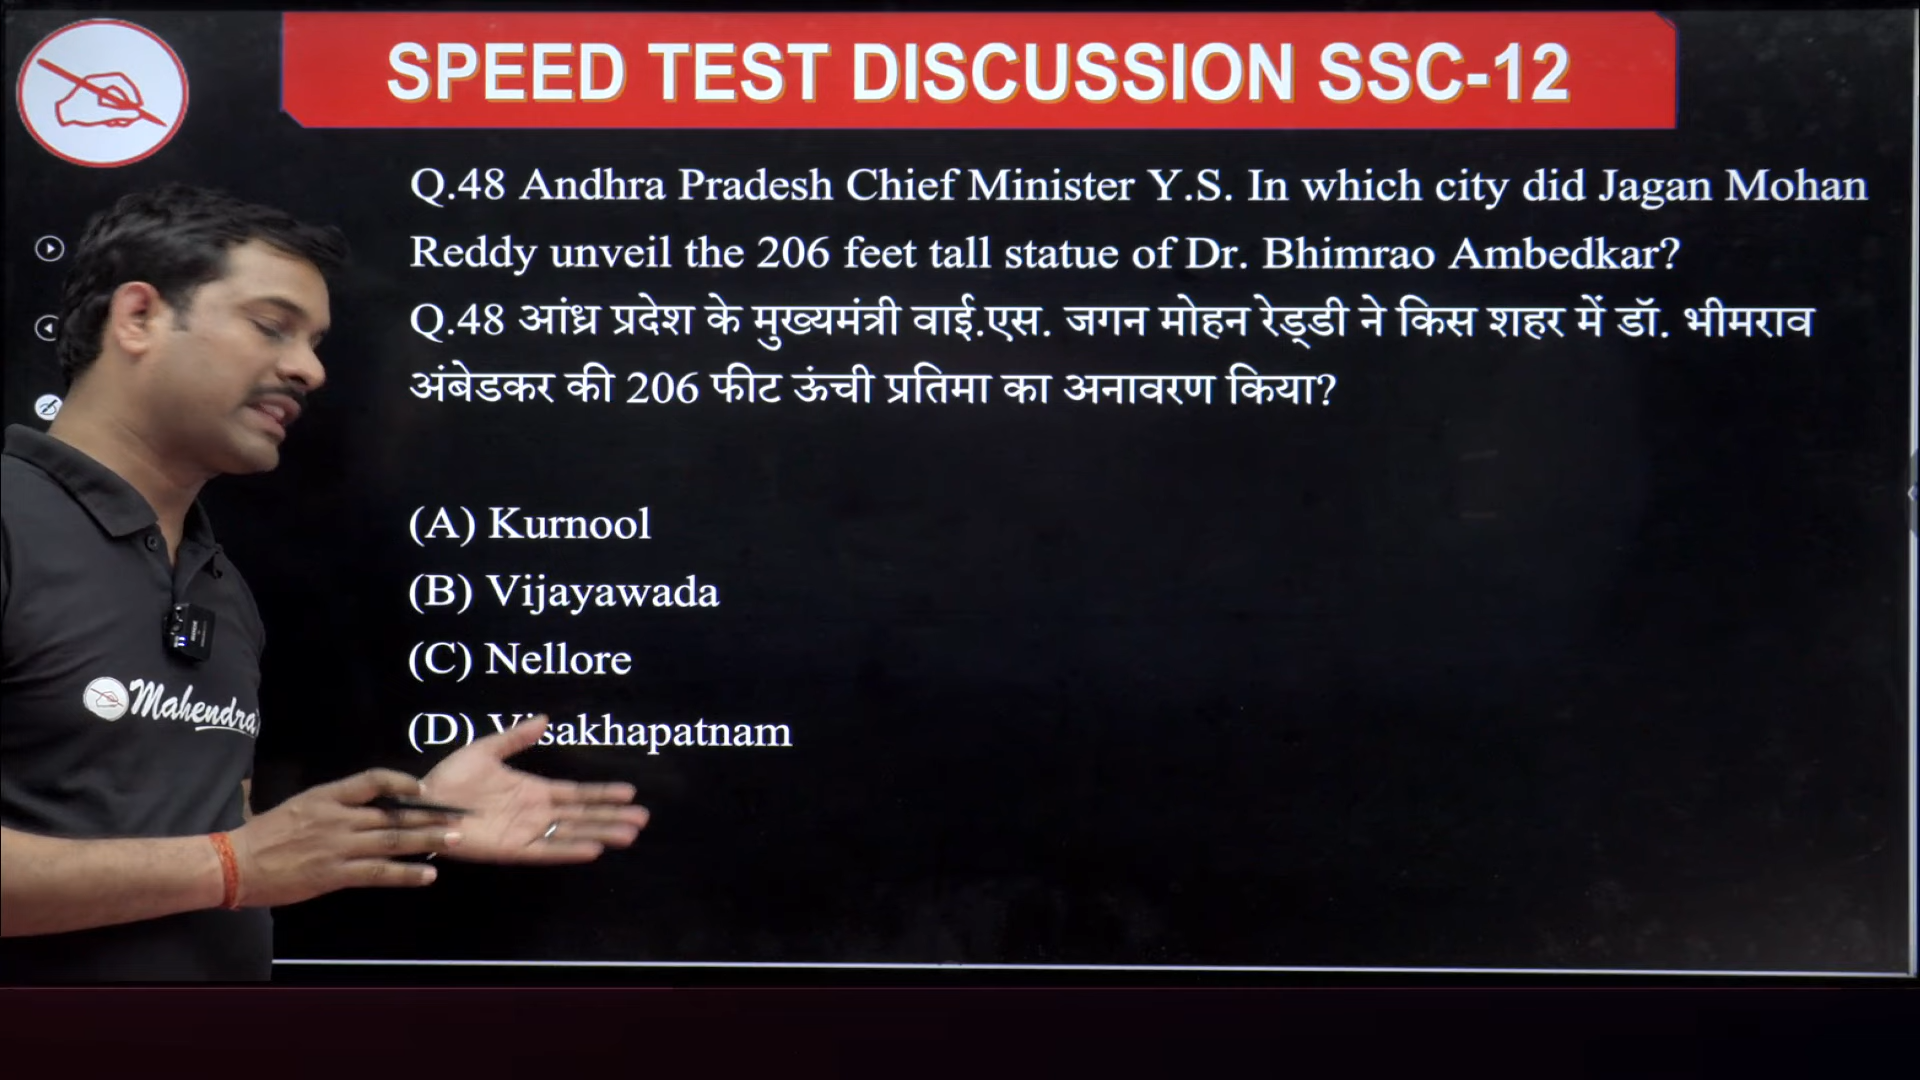 SPEED TEST DISCUSSION SSC-12
Q.48 Andhra Pradesh Chief Minister Y.S. In which city did Jagan Mohan
Reddy unveil the 206 feet tall statue of Dr. Bhimrao Ambedkar?
Q.48 आंध्र प्रदेश के मुख्यमंत्री वाई.एस. जगन मोहन रेड्डी ने किस शहर में डॉ. भीमराव
अंबेडकर की 206 फीट ऊंची प्रतिमा का अनावरण किया?
(A) Kurnool
(B) Vijayawada
(C) Nellore
(D) Visakhapatnam
Mahendra's